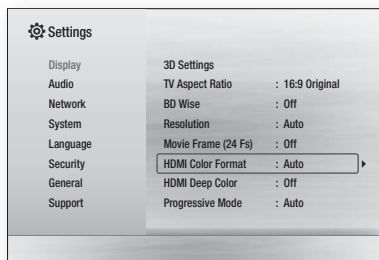 Settings
Display
Audio
Network
System
Language
Security
General
Support
3D Settings
TV Aspect Ratio : 16:9 Original
BD Wise : Off
Resolution : Auto
Movie Frame (24 Fs) : Off
HDMI Color Format : Auto
HDMI Deep Color : Off
Progressive Mode : Auto